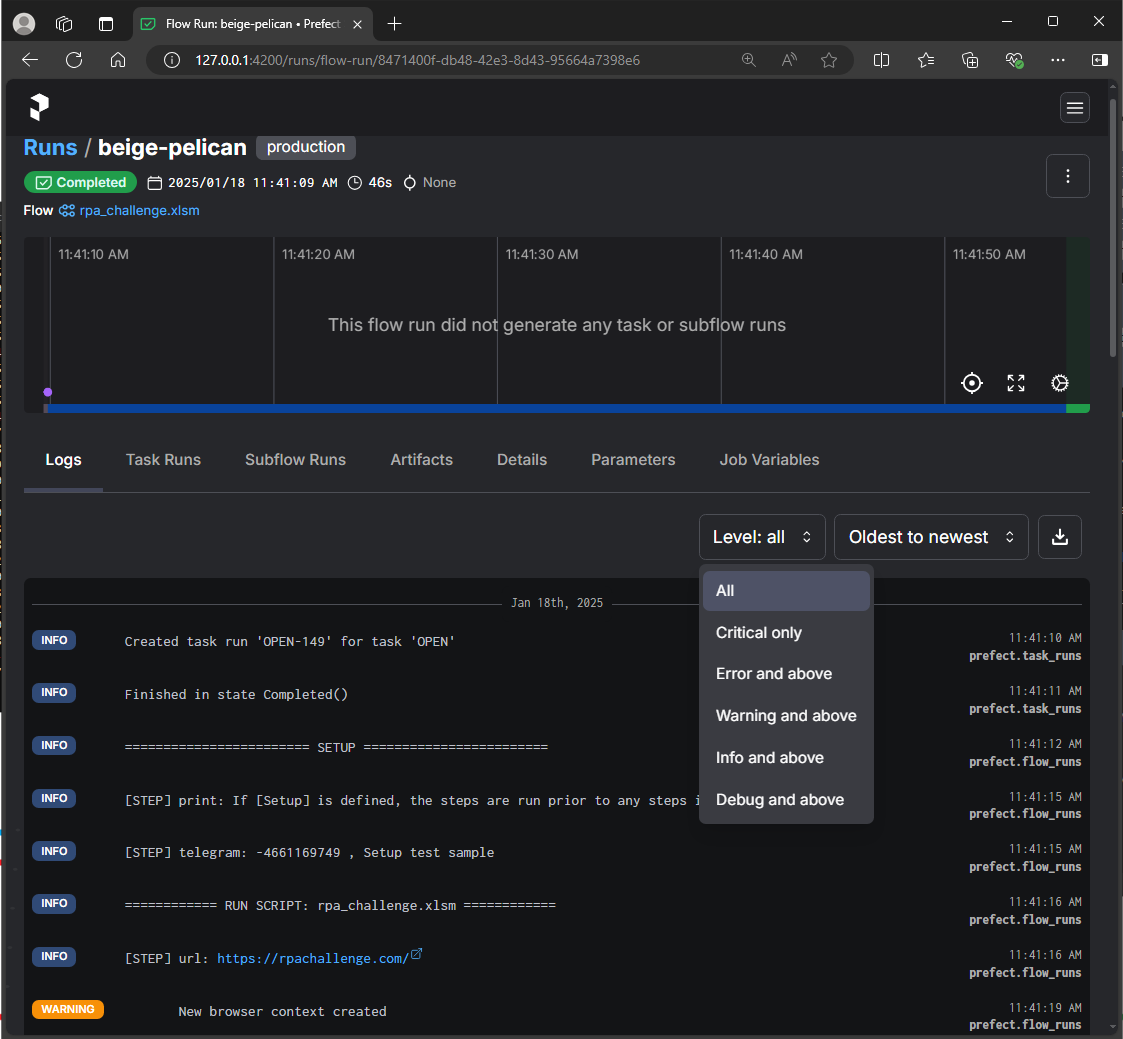 Flow Run: beige-pelican • Prefect
127.0.0.1:4200/runs/flow-run/8471400f-db48-42e3-8d43-95664a7398e6
Runs / beige-pelican production
Completed 2025/01/18 11:41:09 AM 46s None
Flow rpa_challenge.xlsm
11:41:10 AM 11:41:20 AM 11:41:30 AM 11:41:40 AM 11:41:50 AM
This flow run did not generate any task or subflow runs
Logs Task Runs Subflow Runs Artifacts Details Parameters Job Variables
Level: all Oldest to newest
All
Critical only
Error and above
Warning and above
Info and above
Debug and above
Jan 18th, 2025
INFO Created task run 'OPEN-149' for task 'OPEN' 11:41:10 AM
prefect.task_runs
INFO Finished in state Completed() 11:41:11 AM
prefect.task_runs
INFO ======================== SETUP ======================== 11:41:12 AM
prefect.flow_runs
INFO [STEP] print: If [Setup] is defined, the steps are run prior to any steps 11:41:15 AM
prefect.flow_runs
INFO [STEP] telegram: -4661169749 , Setup test sample 11:41:15 AM
prefect.flow_runs
INFO ============ RUN SCRIPT: rpa_challenge.xlsm ============ 11:41:16 AM
prefect.flow_runs
INFO [STEP] url: https://rpachallenge.com/ 11:41:16 AM
prefect.flow_runs
WARNING New browser context created 11:41:19 AM
prefect.flow_runs